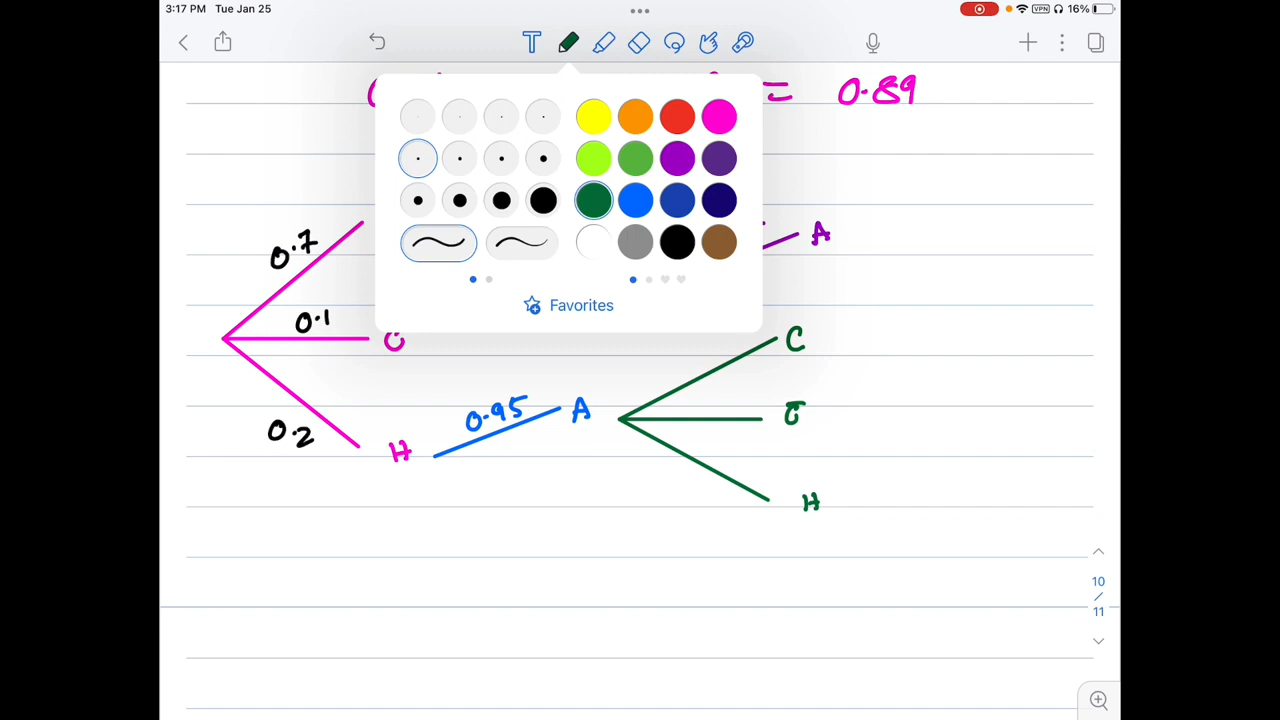 3:17 PM Tue Jan 25 VPN 16%
T
= 0.89
0.7
A
0.1
C
Favorites
0.95 A
O
0.2
H
H
10
/
11